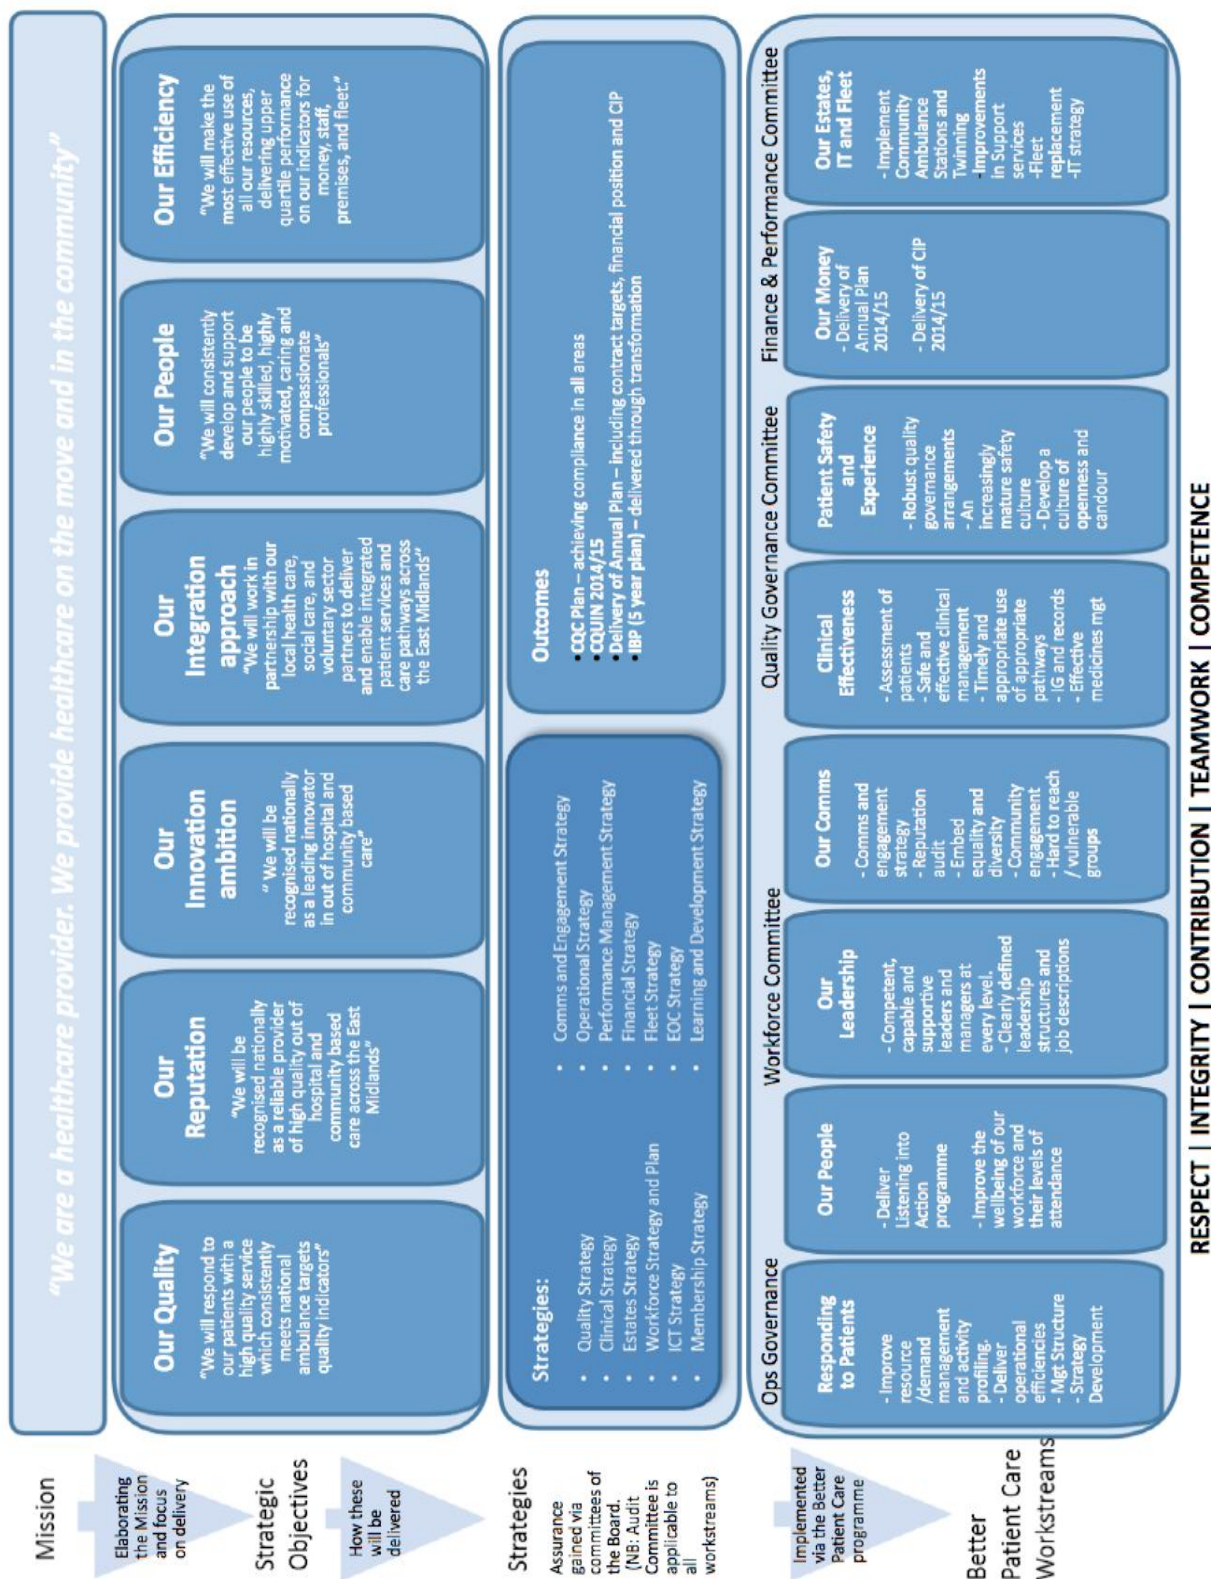 Mission
"We are a healthcare provider. We provide healthcare on the move and in the community"
Elaborating
the Mission
and focus
on delivery
Strategic
Objectives
Our Quality
"We will respond to
our patients with a
high quality service
which consistently
meets national
ambulance targets
quality indicators"
Our
Reputation
"We will be
recognised nationally
as a reliable provider
of high quality out of
hospital and
community based
care across the East
Midlands"
Our
Innovation
ambition
" We will be
recognised nationally
as a leading innovator
in out of hospital and
community based
care"
Our
Integration
approach
"We will work in
partnership with our
local health care,
social care, and
voluntary sector
partners to deliver
and enable integrated
patient services and
care pathways across
the East Midlands"
Our People
"We will consistently
develop and support
our people to be
highly skilled, highly
motivated, caring and
compassionate
professionals"
Our Efficiency
"We will make the
most effective use of
all our resources,
delivering upper
quartile performance
on our indicators for
money, staff,
premises, and fleet."
How these
will be
delivered
Strategies
Assurance
gained via
committees of
the Board.
(NB: Audit
Committee is
applicable to
all
workstreams)
Strategies:
• Quality Strategy
• Clinical Strategy
• Estates Strategy
• Workforce Strategy and Plan
• ICT Strategy
• Membership Strategy
• Comms and Engagement Strategy
• Operational Strategy
• Performance Management Strategy
• Financial Strategy
• Fleet Strategy
• EOC Strategy
• Learning and Development Strategy
Outcomes
• CQC Plan – achieving compliance in all areas
• CQUIN 2014/15
• Delivery of Annual Plan – including contract targets, financial position and CIP
• IBP (5 year plan) – delivered through transformation
Implemented
via the Better
Patient Care
programme
Better
Patient Care
Workstreams
Ops Governance
Workforce Committee
Quality Governance Committee
Finance & Performance Committee
Responding
to Patients
- Improve
resource
/demand
management
and activity
profiling.
- Deliver
operational
efficiencies
- Mgt Structure
- Strategy
Development
Our People
- Deliver
Listening into
Action
programme
- Improve the
wellbeing of our
workforce and
their levels of
attendance
Our
Leadership
- Competent,
capable and
supportive
leaders and
managers at
every level.
- Clearly defined
leadership
structures and
job descriptions
Our Comms
- Comms and
engagement
strategy
- Reputation
audit
- Embed
equality and
diversity
- Community
engagement
- Hard to reach
/ vulnerable
groups
Clinical
Effectiveness
- Assessment of
patients
- Safe and
effective clinical
management
- Timely and
appropriate use
of appropriate
pathways
- IG and records
- Effective
medicines mgt
Patient Safety
and
Experience
- Robust quality
governance
arrangements
- An
increasingly
mature safety
culture
- Develop a
culture of
openness and
candour
Our Money
- Delivery of
Annual Plan
2014/15
- Delivery of CIP
2014/15
Our Estates,
IT and Fleet
- Implement
Community
Ambulance
Stations and
Twinning
-Improvements
in Support
services
-Fleet
replacement
-IT strategy
RESPECT | INTEGRITY | CONTRIBUTION | TEAMWORK | COMPETENCE